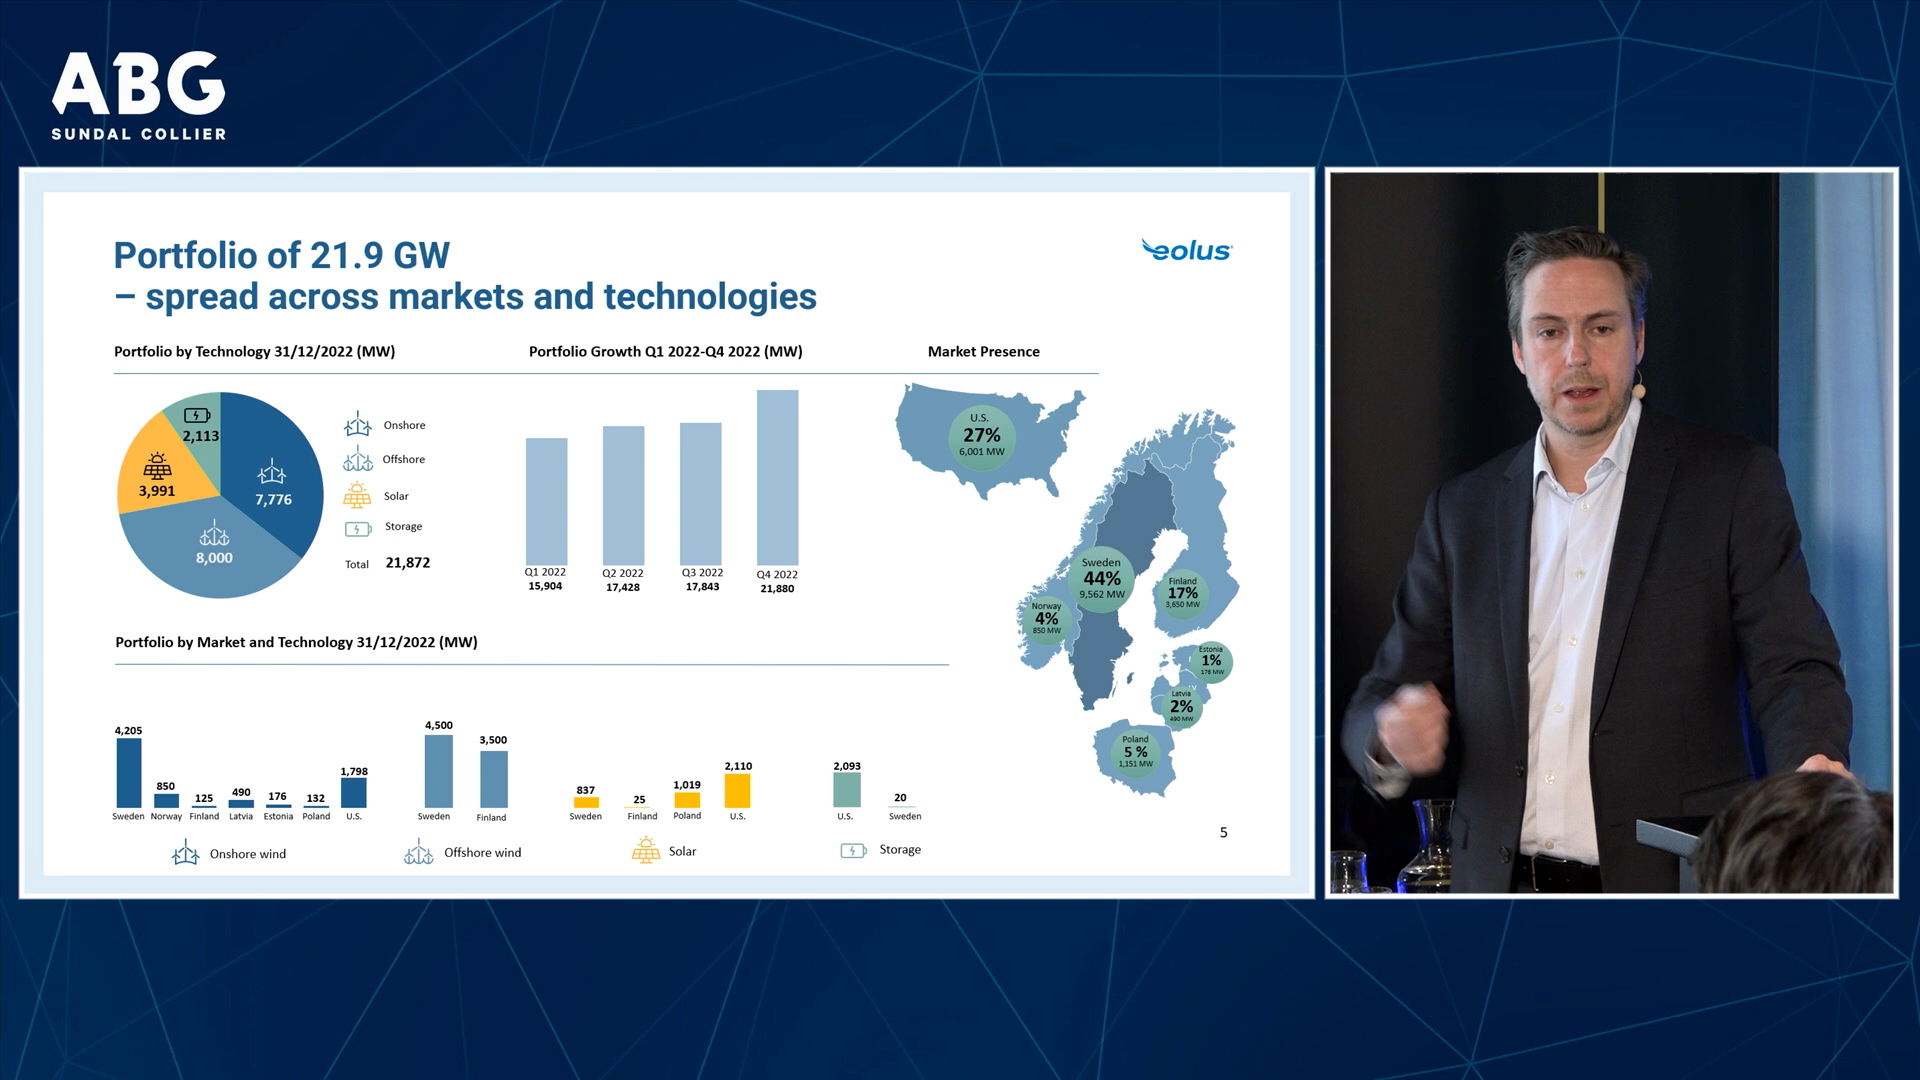 ABG
SUNDAL COLLIER
Portfolio of 21.9 GW
– spread across markets and technologies
eolus
Portfolio by Technology 31/12/2022 (MW)
2,113
3,991
7,776
8,000
Onshore
Offshore
Solar
Storage
Total 21,872
Portfolio Growth Q1 2022-Q4 2022 (MW)
Q1 2022 Q2 2022 Q3 2022 Q4 2022
15,904 17,428 17,843 21,880
Market Presence
U.S.
27%
6,001 MW
Sweden
44%
9,562 MW
Finland
17%
3,650 MW
Norway
4%
850 MW
Estonia
1%
176 MW
Latvia
2%
490 MW
Poland
5 %
1,151 MW
Portfolio by Market and Technology 31/12/2022 (MW)
4,205 850 125 490 176 132 1,798
Sweden Norway Finland Latvia Estonia Poland U.S.
Onshore wind
4,500 3,500
Sweden Finland
Offshore wind
837 25 1,019 2,110
Sweden Finland Poland U.S.
Solar
2,093 20
U.S. Sweden
Storage
5